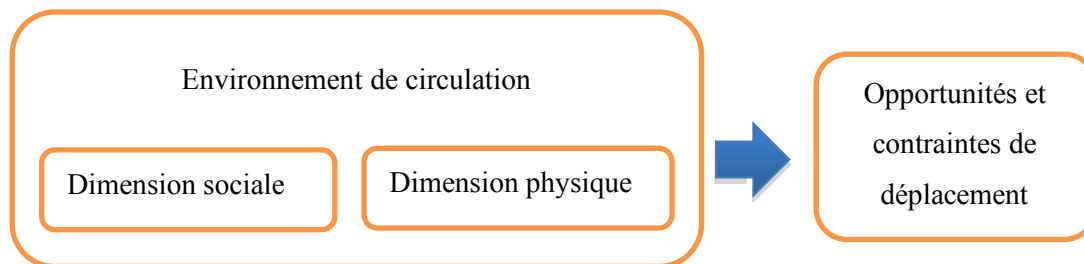 Environnement de circulation
Dimension sociale
Dimension physique
Opportunités et
contraintes de
déplacement